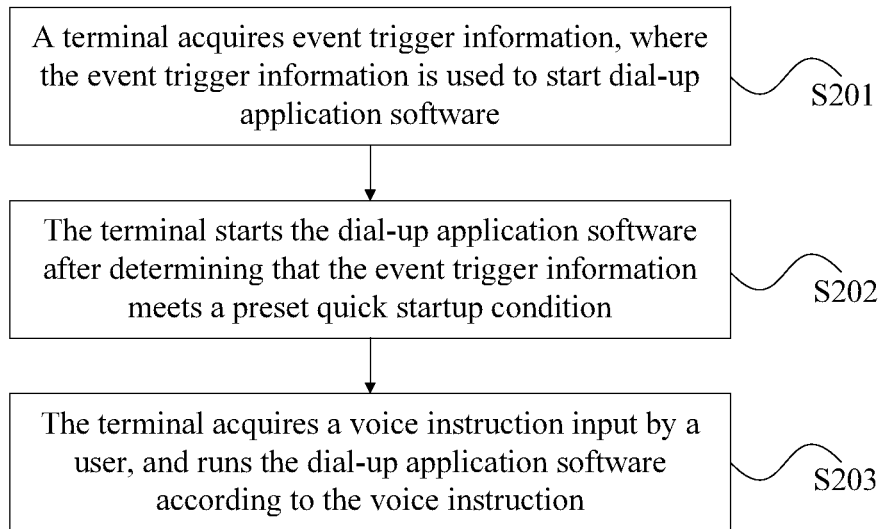 A terminal acquires event trigger information, where
the event trigger information is used to start dial-up
application software
S201
The terminal starts the dial-up application software
after determining that the event trigger information
meets a preset quick startup condition
S202
The terminal acquires a voice instruction input by a
user, and runs the dial-up application software
according to the voice instruction
S203